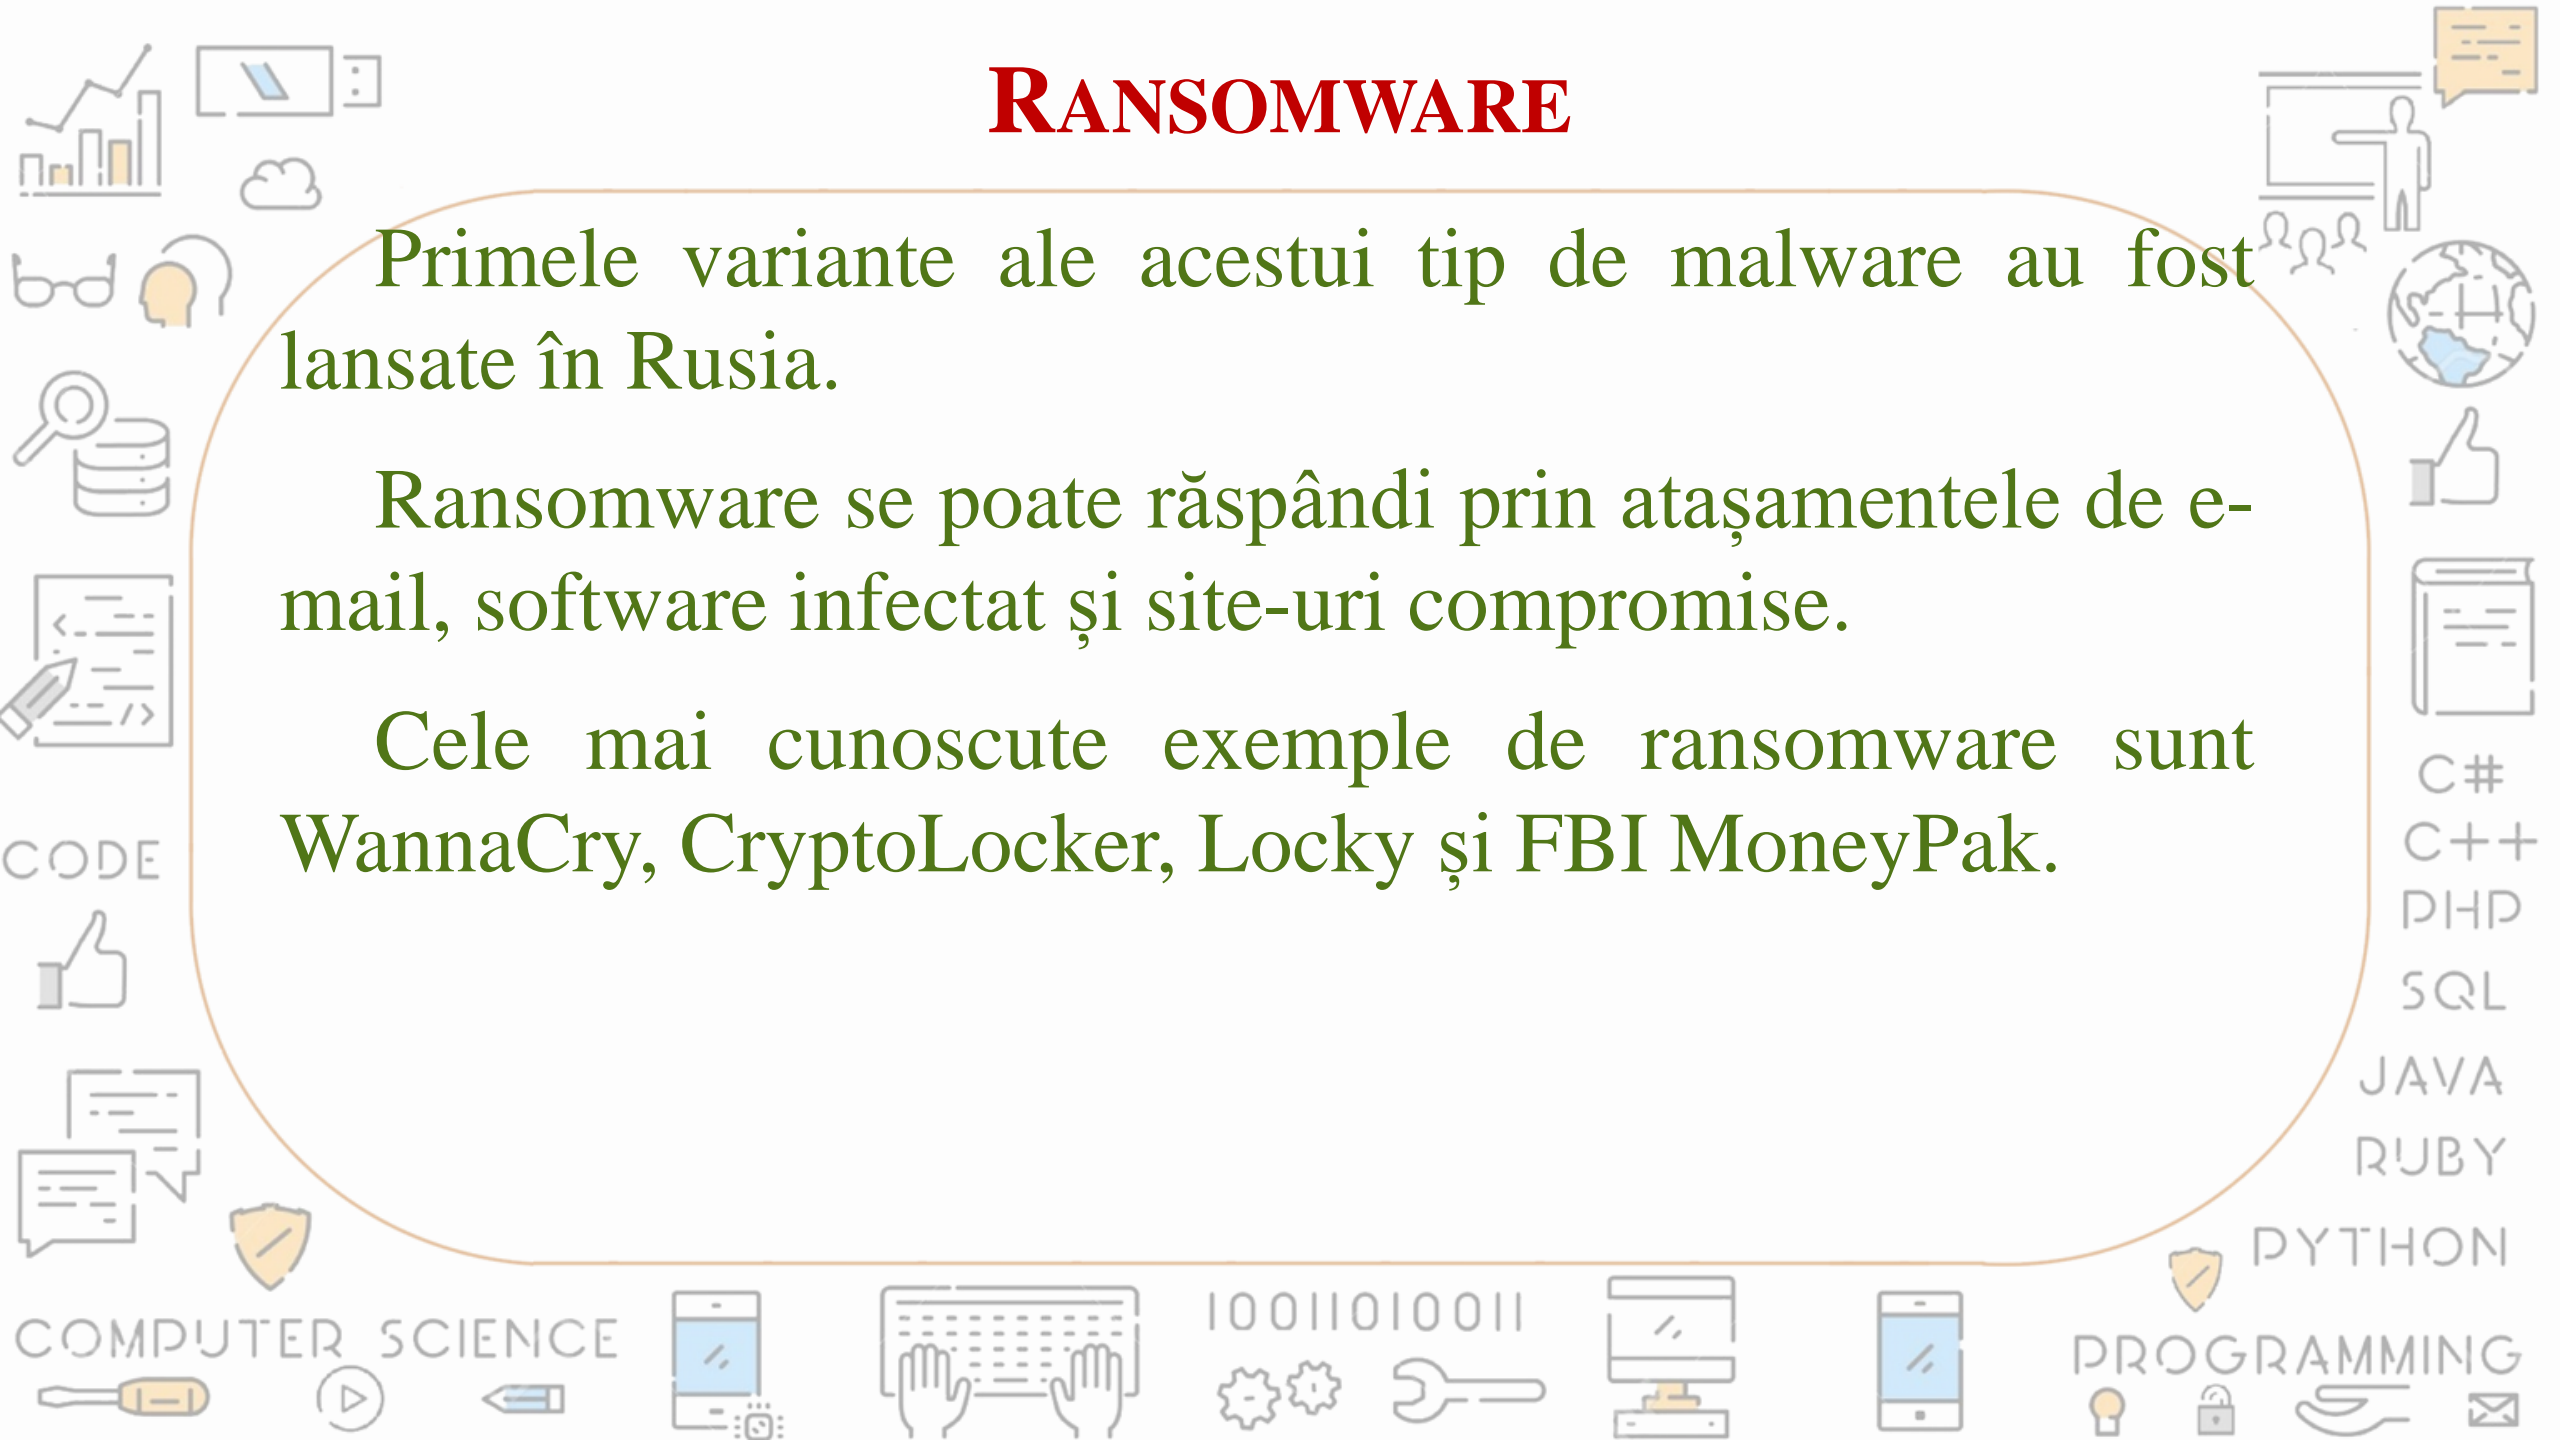 RANSOMWARE
Primele variante ale acestui tip de malware au fost
lansate în Rusia.
Ransomware se poate răspândi prin atașamentele de e-
mail, software infectat și site-uri compromise.
Cele mai cunoscute exemple de ransomware sunt
WannaCry, CryptoLocker, Locky și FBI MoneyPak.
C#
C++
CODE
PHP
SQL
JAVA
RUBY
PYTHON
10011010011
COMPUTER SCIENCE
PROGRAMMING